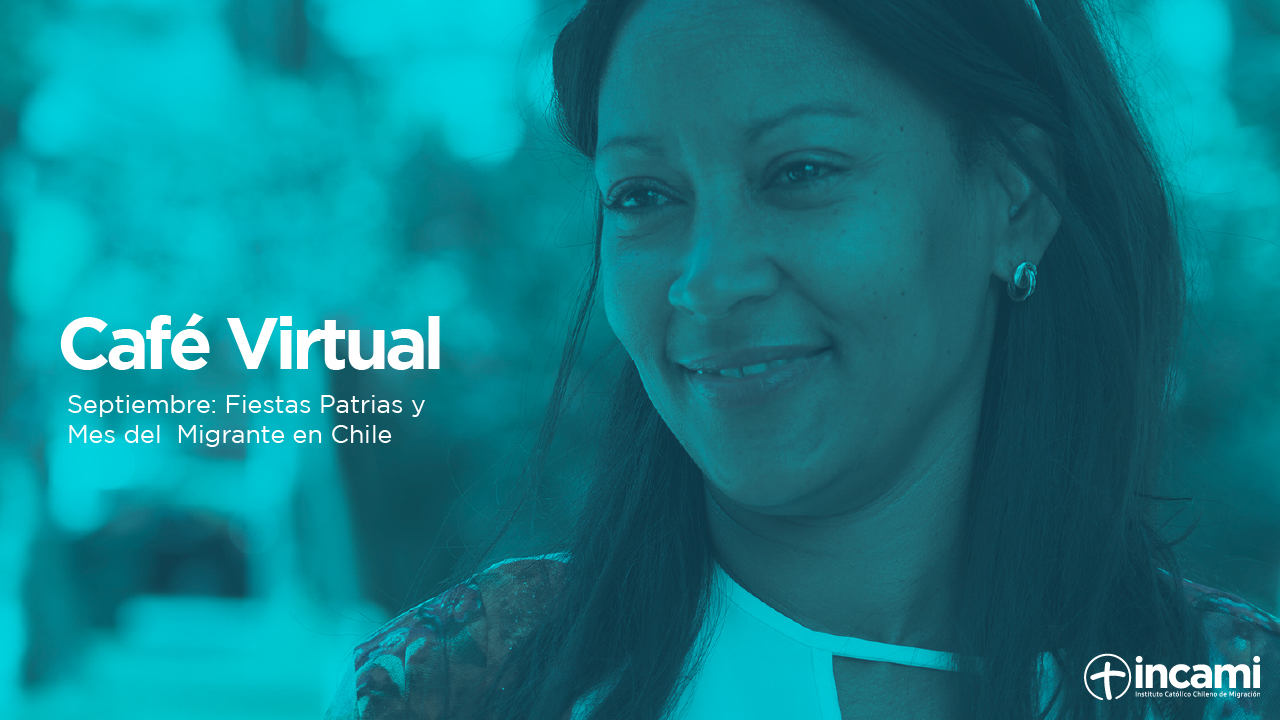 Café Virtual
Septiembre: Fiestas Patrias y
Mes del  Migrante en Chile
incami
Instituto Católico Chileno de Migración